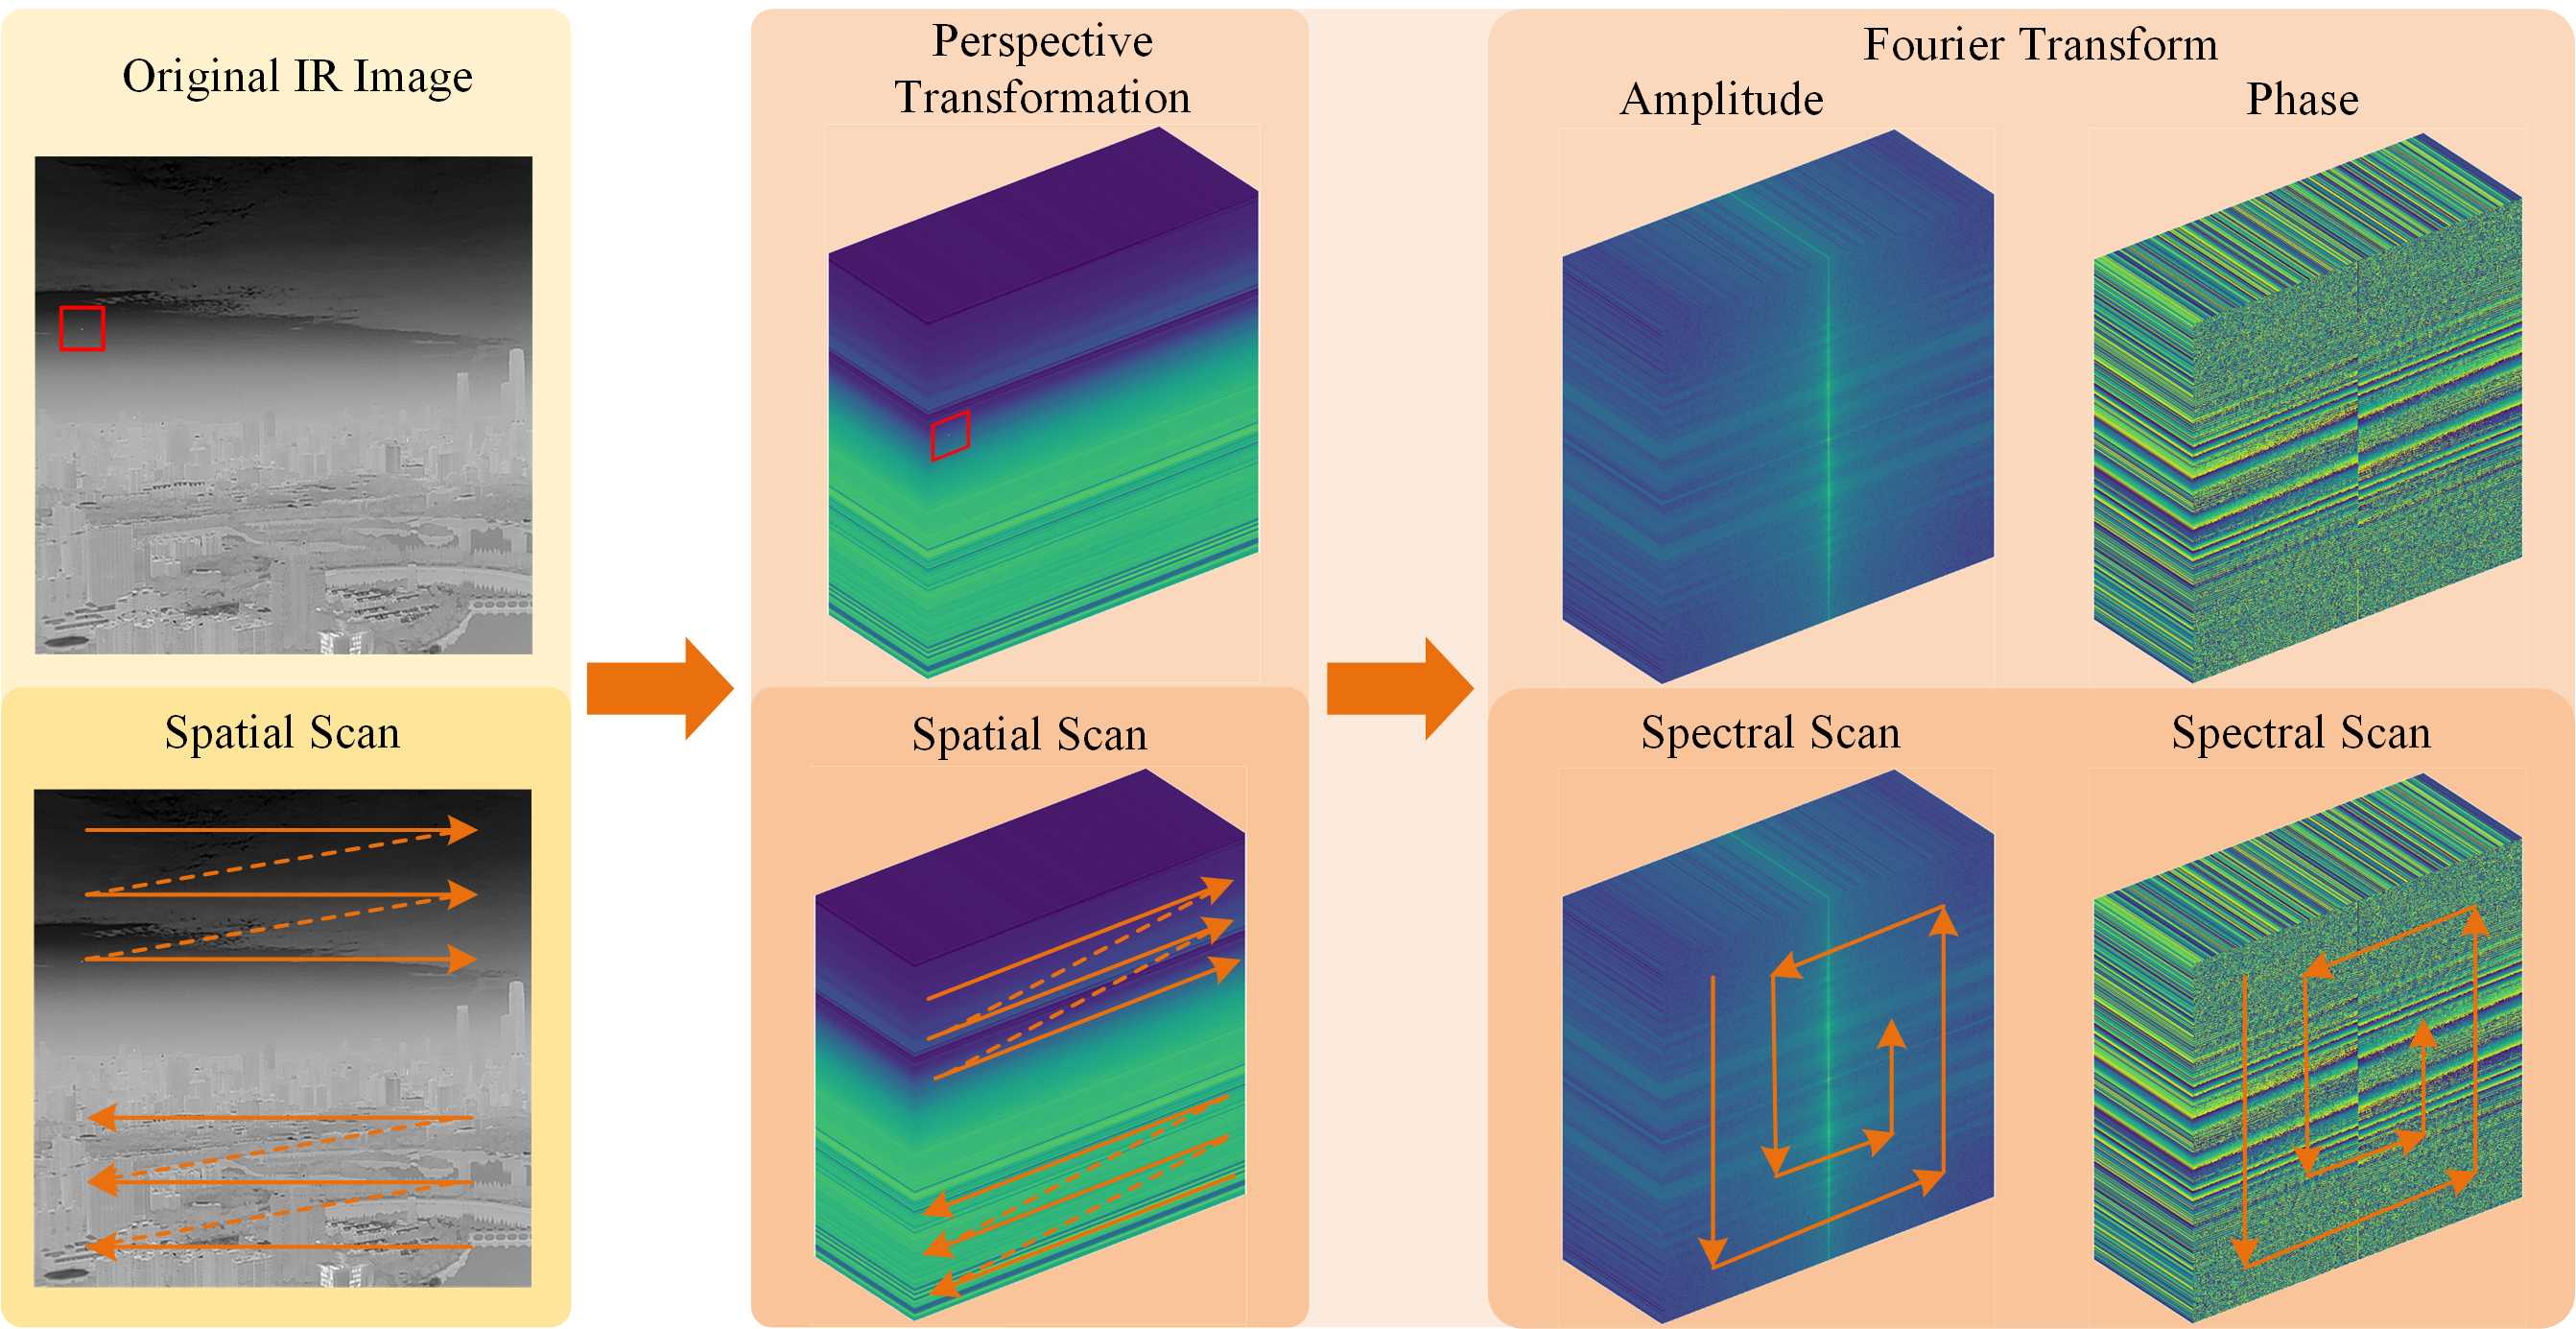 Original IR Image
Perspective
Transformation
Fourier Transform
Amplitude
Phase
Spatial Scan
Spatial Scan
Spectral Scan
Spectral Scan